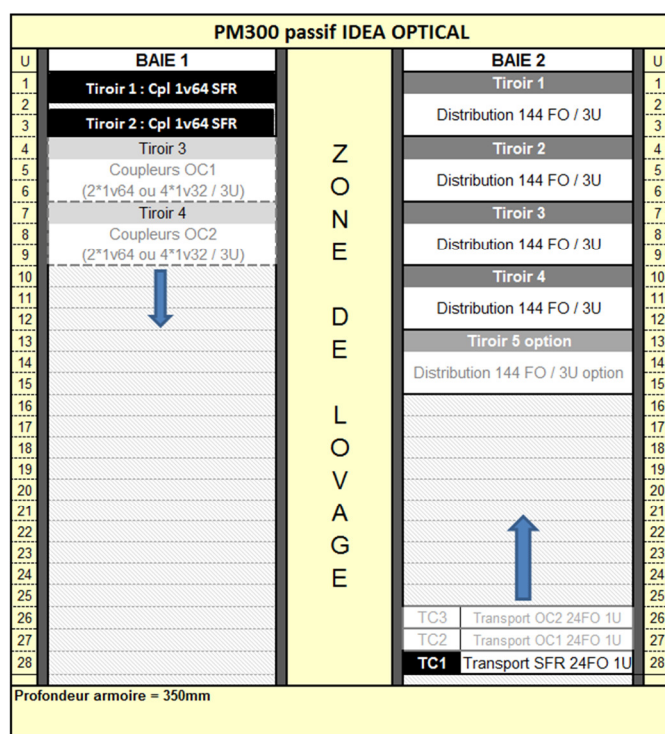 PM300 passif IDEA OPTICAL
U BAIE 1 BAIE 2 U
1 Tiroir 1 : Cpl 1v64 SFR Tiroir 1 1
2 Distribution 144 FO / 3U 2
3 Tiroir 2 : Cpl 1v64 SFR 3
4 Tiroir 3 Z Tiroir 2 4
5 Coupleurs OC1 O Distribution 144 FO / 3U 5
6 (2*1v64 ou 4*1v32 / 3U) 6
7 Tiroir 4 N Tiroir 3 7
8 Coupleurs OC2 E Distribution 144 FO / 3U 8
9 (2*1v64 ou 4*1v32 / 3U) 9
10 Tiroir 4 10
11 Distribution 144 FO / 3U 11
12 D 12
13 E Tiroir 5 option 13
14 Distribution 144 FO / 3U option 14
15 15
16 L 16
17 17
18 O 18
19 V 19
20 20
21 A 21
22 22
23 G 23
24 E 24
25 25
26 TC3 Transport OC2 24FO 1U 26
27 TC2 Transport OC1 24FO 1U 27
28 TC1 Transport SFR 24FO 1U 28
Profondeur armoire = 350mm